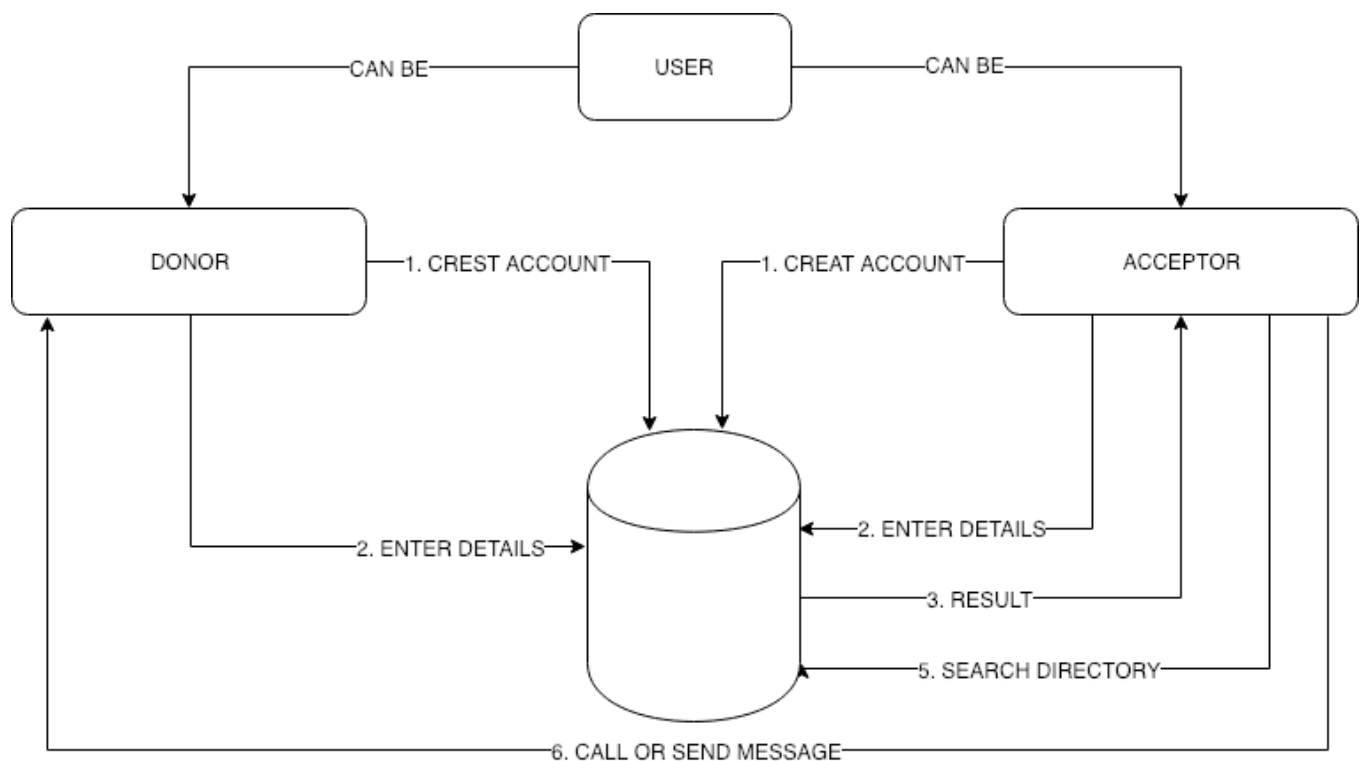 USER
CAN BE
CAN BE
DONOR
1. CREST ACCOUNT
1. CREAT ACCOUNT
ACCEPTOR
2. ENTER DETAILS
2. ENTER DETAILS
3. RESULT
5. SEARCH DIRECTORY
6. CALL OR SEND MESSAGE